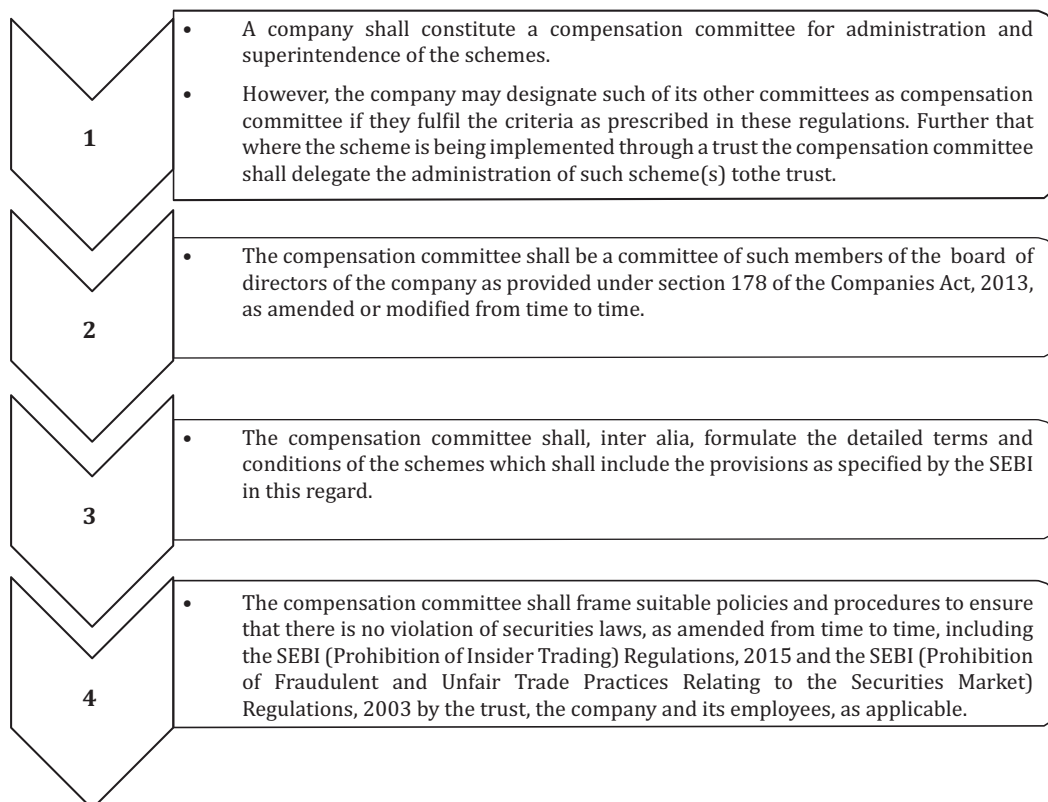 • A company shall constitute a compensation committee for administration and
superintendence of the schemes.
• However, the company may designate such of its other committees as compensation
committee if they fulfil the criteria as prescribed in these regulations. Further that
where the scheme is being implemented through a trust the compensation committee
shall delegate the administration of such scheme(s) tothe trust.
1
• The compensation committee shall be a committee of such members of the board of
directors of the company as provided under section 178 of the Companies Act, 2013,
as amended or modified from time to time.
2
• The compensation committee shall, inter alia, formulate the detailed terms and
conditions of the schemes which shall include the provisions as specified by the SEBI
in this regard.
3
• The compensation committee shall frame suitable policies and procedures to ensure
that there is no violation of securities laws, as amended from time to time, including
the SEBI (Prohibition of Insider Trading) Regulations, 2015 and the SEBI (Prohibition
of Fraudulent and Unfair Trade Practices Relating to the Securities Market)
Regulations, 2003 by the trust, the company and its employees, as applicable.
4